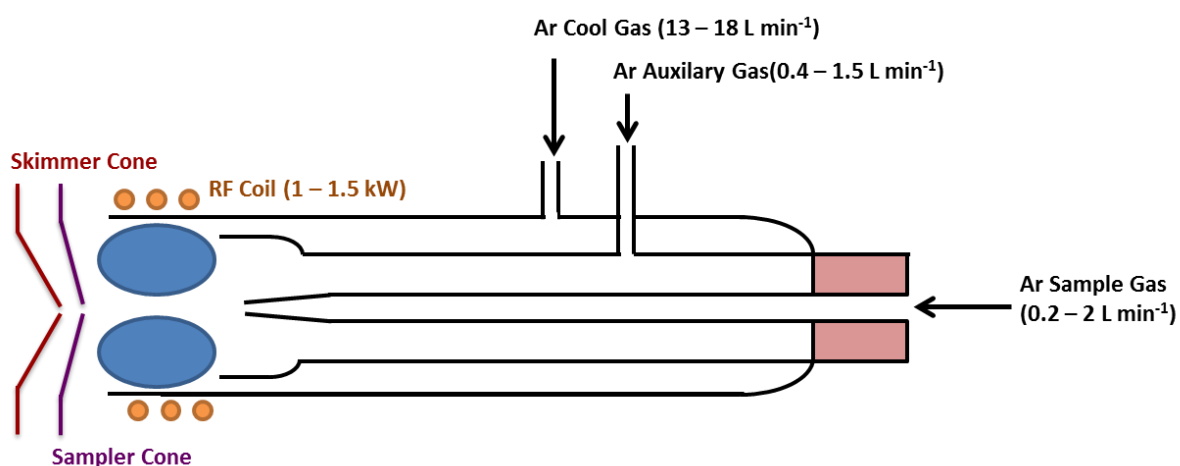 Ar Cool Gas (13 – 18 L min⁻¹)
Ar Auxilary Gas(0.4 – 1.5 L min⁻¹)
Skimmer Cone
RF Coil (1 – 1.5 kW)
Ar Sample Gas
(0.2 – 2 L min⁻¹)
Sampler Cone